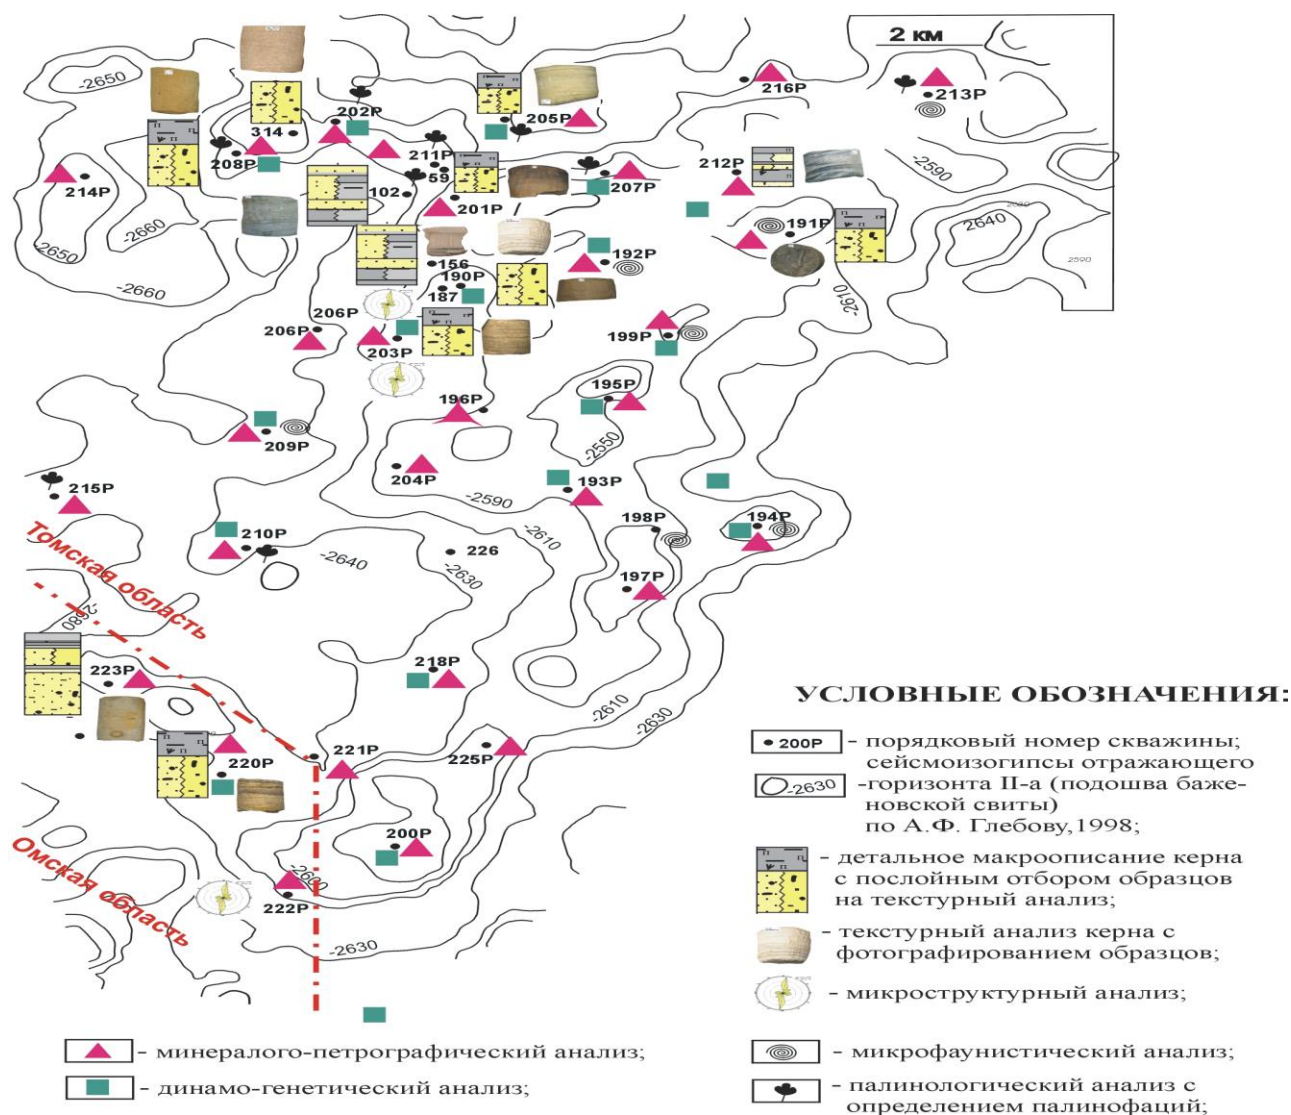 2 км
-2650
216Р
213Р
202Р
205Р
314
208Р
211Р
59
207Р
212Р
-2590
214Р
102
201Р
191Р
2640
-2660
-2650
-2660
156
192Р
190Р
187
2590
-2610
206Р
206Р
203Р
199Р
195Р
196Р
209Р
-2550
204Р
215Р
193Р
-2590
198Р
194Р
210Р
-2610
Томская область
-2640
226
-2630
197Р
-2680
218Р
223Р
-2610
-2630
221Р
225Р
220Р
200Р
Омская область
-2600
222Р
-2630
УСЛОВНЫЕ ОБОЗНАЧЕНИЯ:
200Р - порядковый номер скважины;
сейсмоизогипсы отражающего
-2630 -горизонта II-а (подошва баже-
новской свиты)
по А.Ф. Глебову,1998;
- детальное макроописание керна
с послойным отбором образцов
на текстурный анализ;
- текстурный анализ керна с
фотографированием образцов;
- микроструктурный анализ;
- минералого-петрографический анализ;
- микрофаунистический анализ;
- динамо-генетический анализ;
- палинологический анализ с
определением палинофаций;